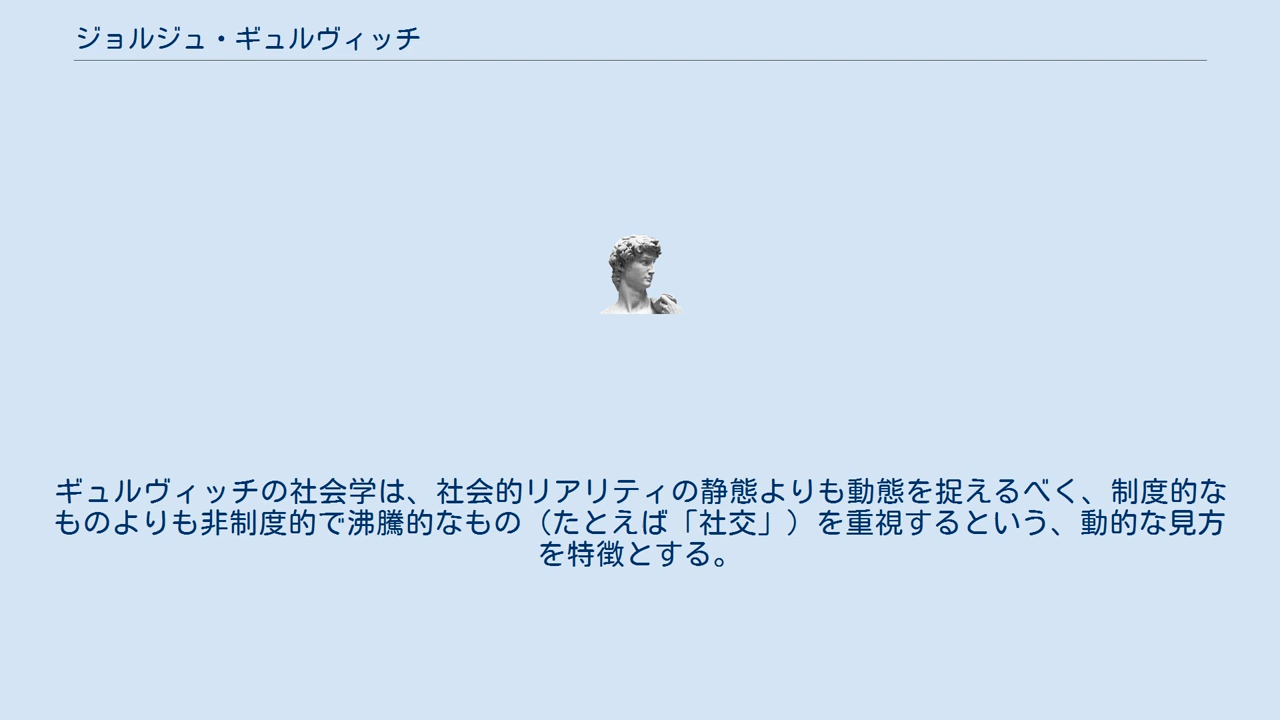 ジョルジュ・ギュルヴィッチ
ギュルヴィッチの社会学は、社会的リアリティの静態よりも動態を捉えるべく、制度的な
ものよりも非制度的で沸騰的なもの（たとえば「社交」）を重視するという、動的な見方
を特徴とする。